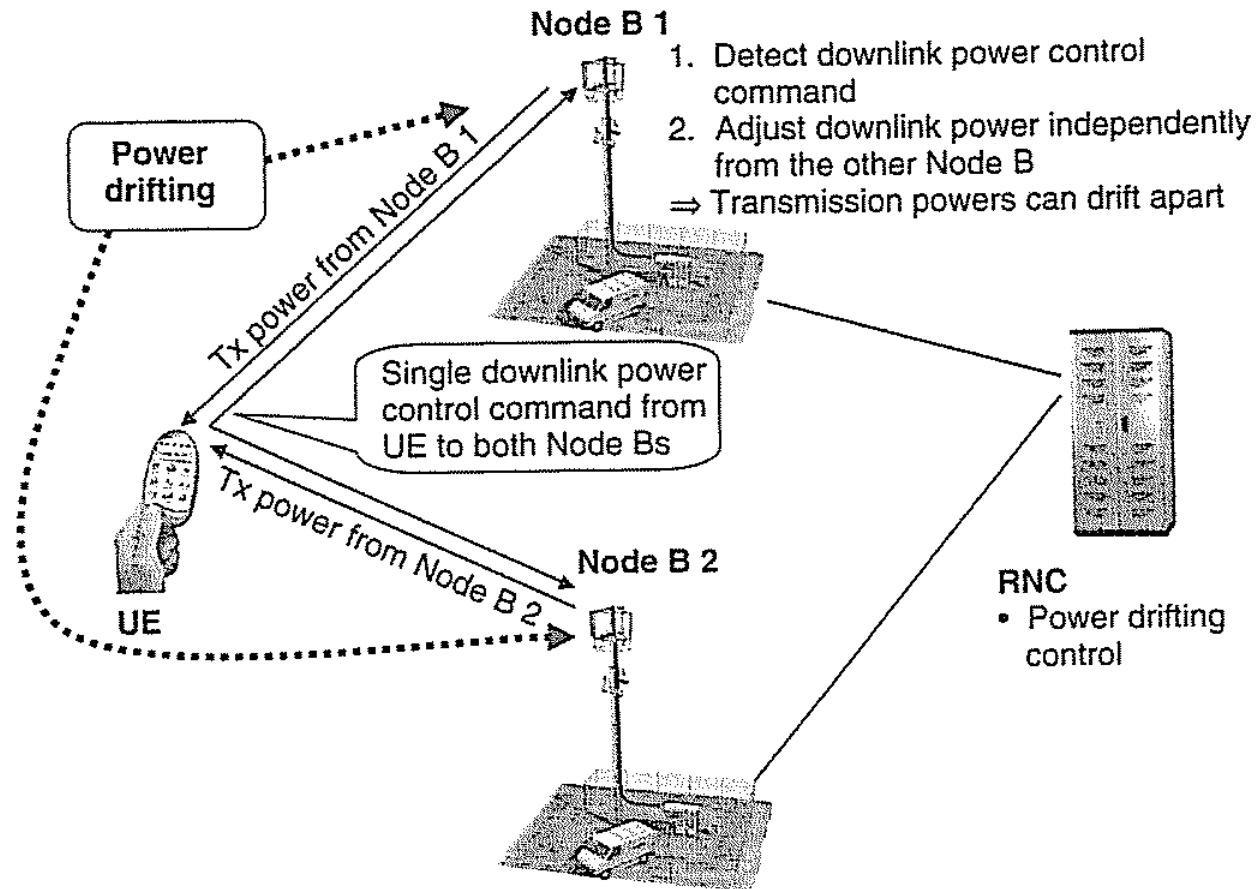 Node B 1
1. Detect downlink power control
command
2. Adjust downlink power independently
from the other Node B
⇒ Transmission powers can drift apart
Power
drifting
Tx power from Node B 1
Single downlink power
control command from
UE to both Node Bs
Tx power from Node B 2
UE
Node B 2
RNC
• Power drifting
control